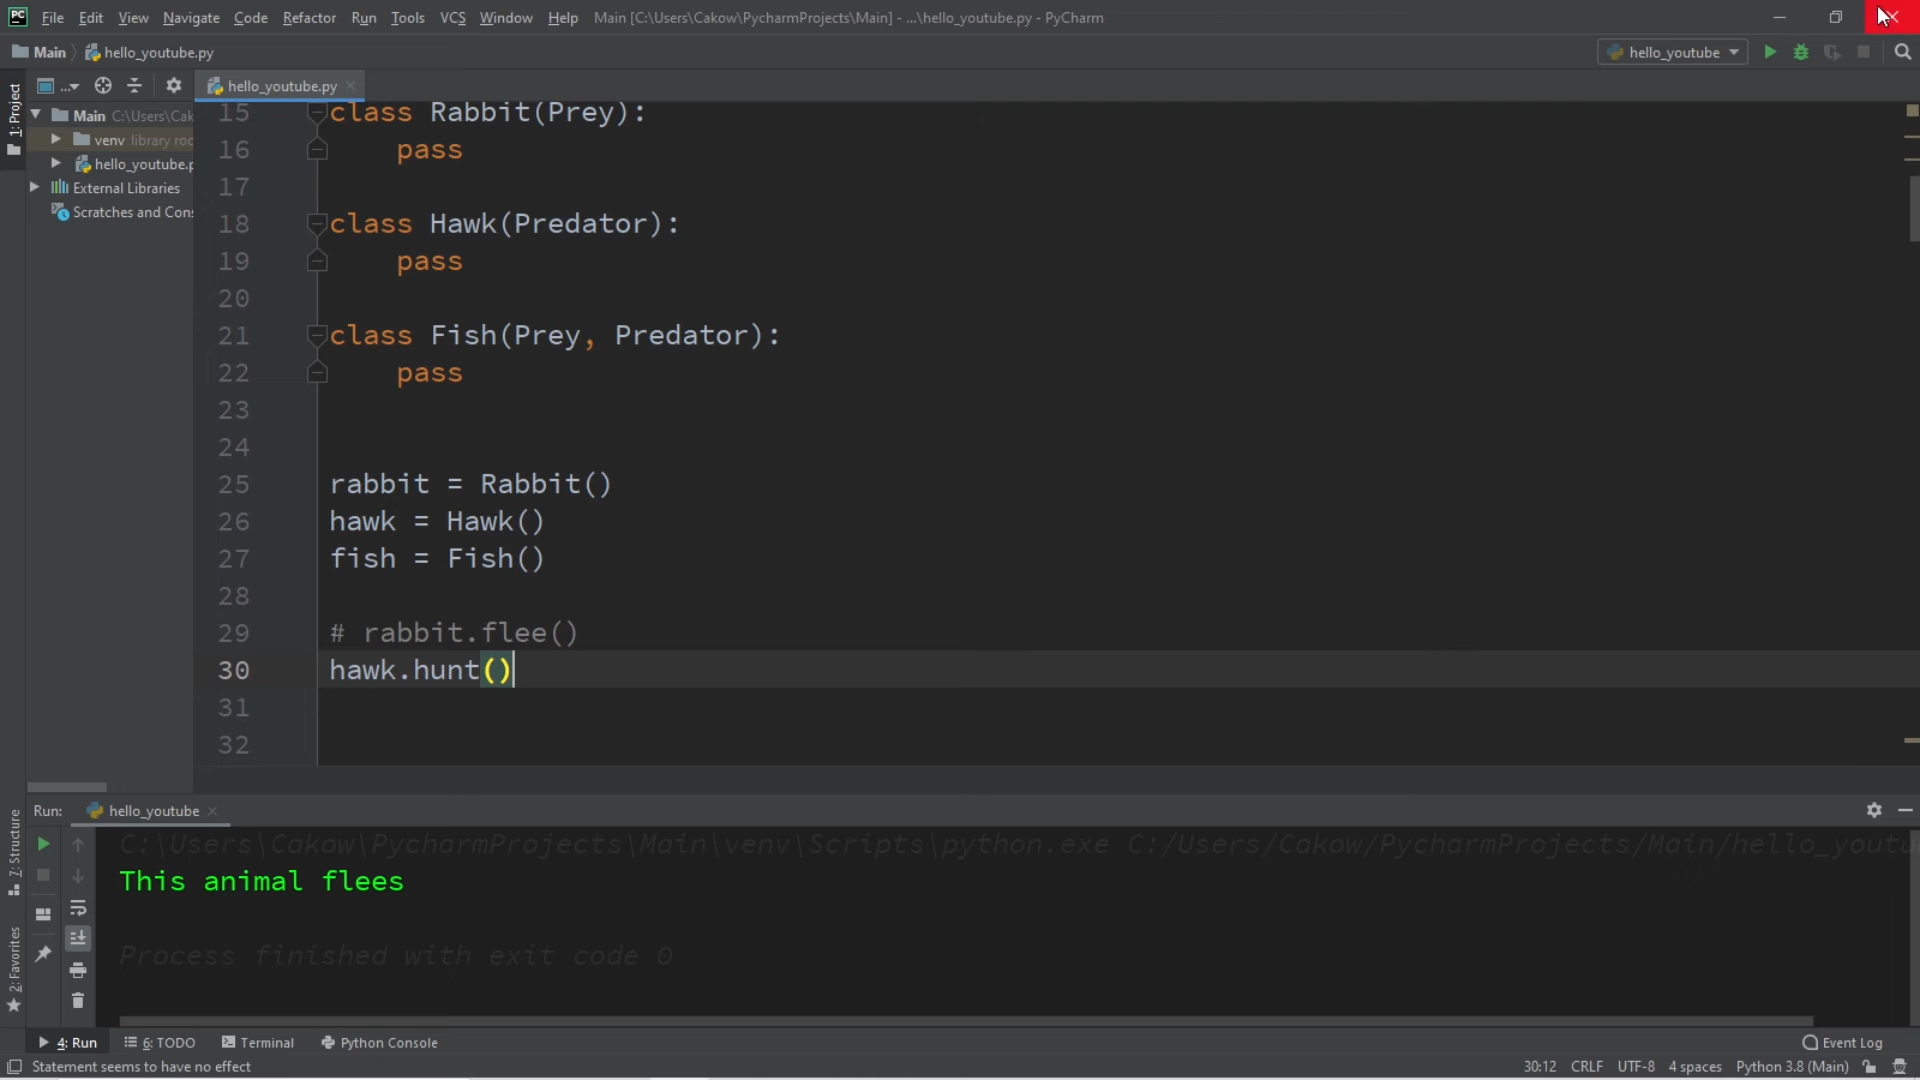 PC File Edit View Navigate Code Refactor Run Tools VCS Window Help Main [C:\Users\Cakow\PycharmProjects\Main] - ...\hello_youtube.py - PyCharm
Main hello_youtube.py hello_youtube
hello_youtube.py
1: Project
Main C:\Users\Cak
venv library roo
hello_youtube.p
External Libraries
Scratches and Cons
15 class Rabbit(Prey):
16 pass
17
18 class Hawk(Predator):
19 pass
20
21 class Fish(Prey, Predator):
22 pass
23
24
25 rabbit = Rabbit()
26 hawk = Hawk()
27 fish = Fish()
28
29 # rabbit.flee()
30 hawk.hunt()
31
32
Run: hello_youtube
7: Structure
2: Favorites
C:\Users\Cakow\PycharmProjects\Main\venv\Scripts\python.exe C:/Users/Cakow/PycharmProjects/Main/hello_youtu
This animal flees
Process finished with exit code 0
4: Run 6: TODO Terminal Python Console Event Log
Statement seems to have no effect 30:12 CRLF UTF-8 4 spaces Python 3.8 (Main)